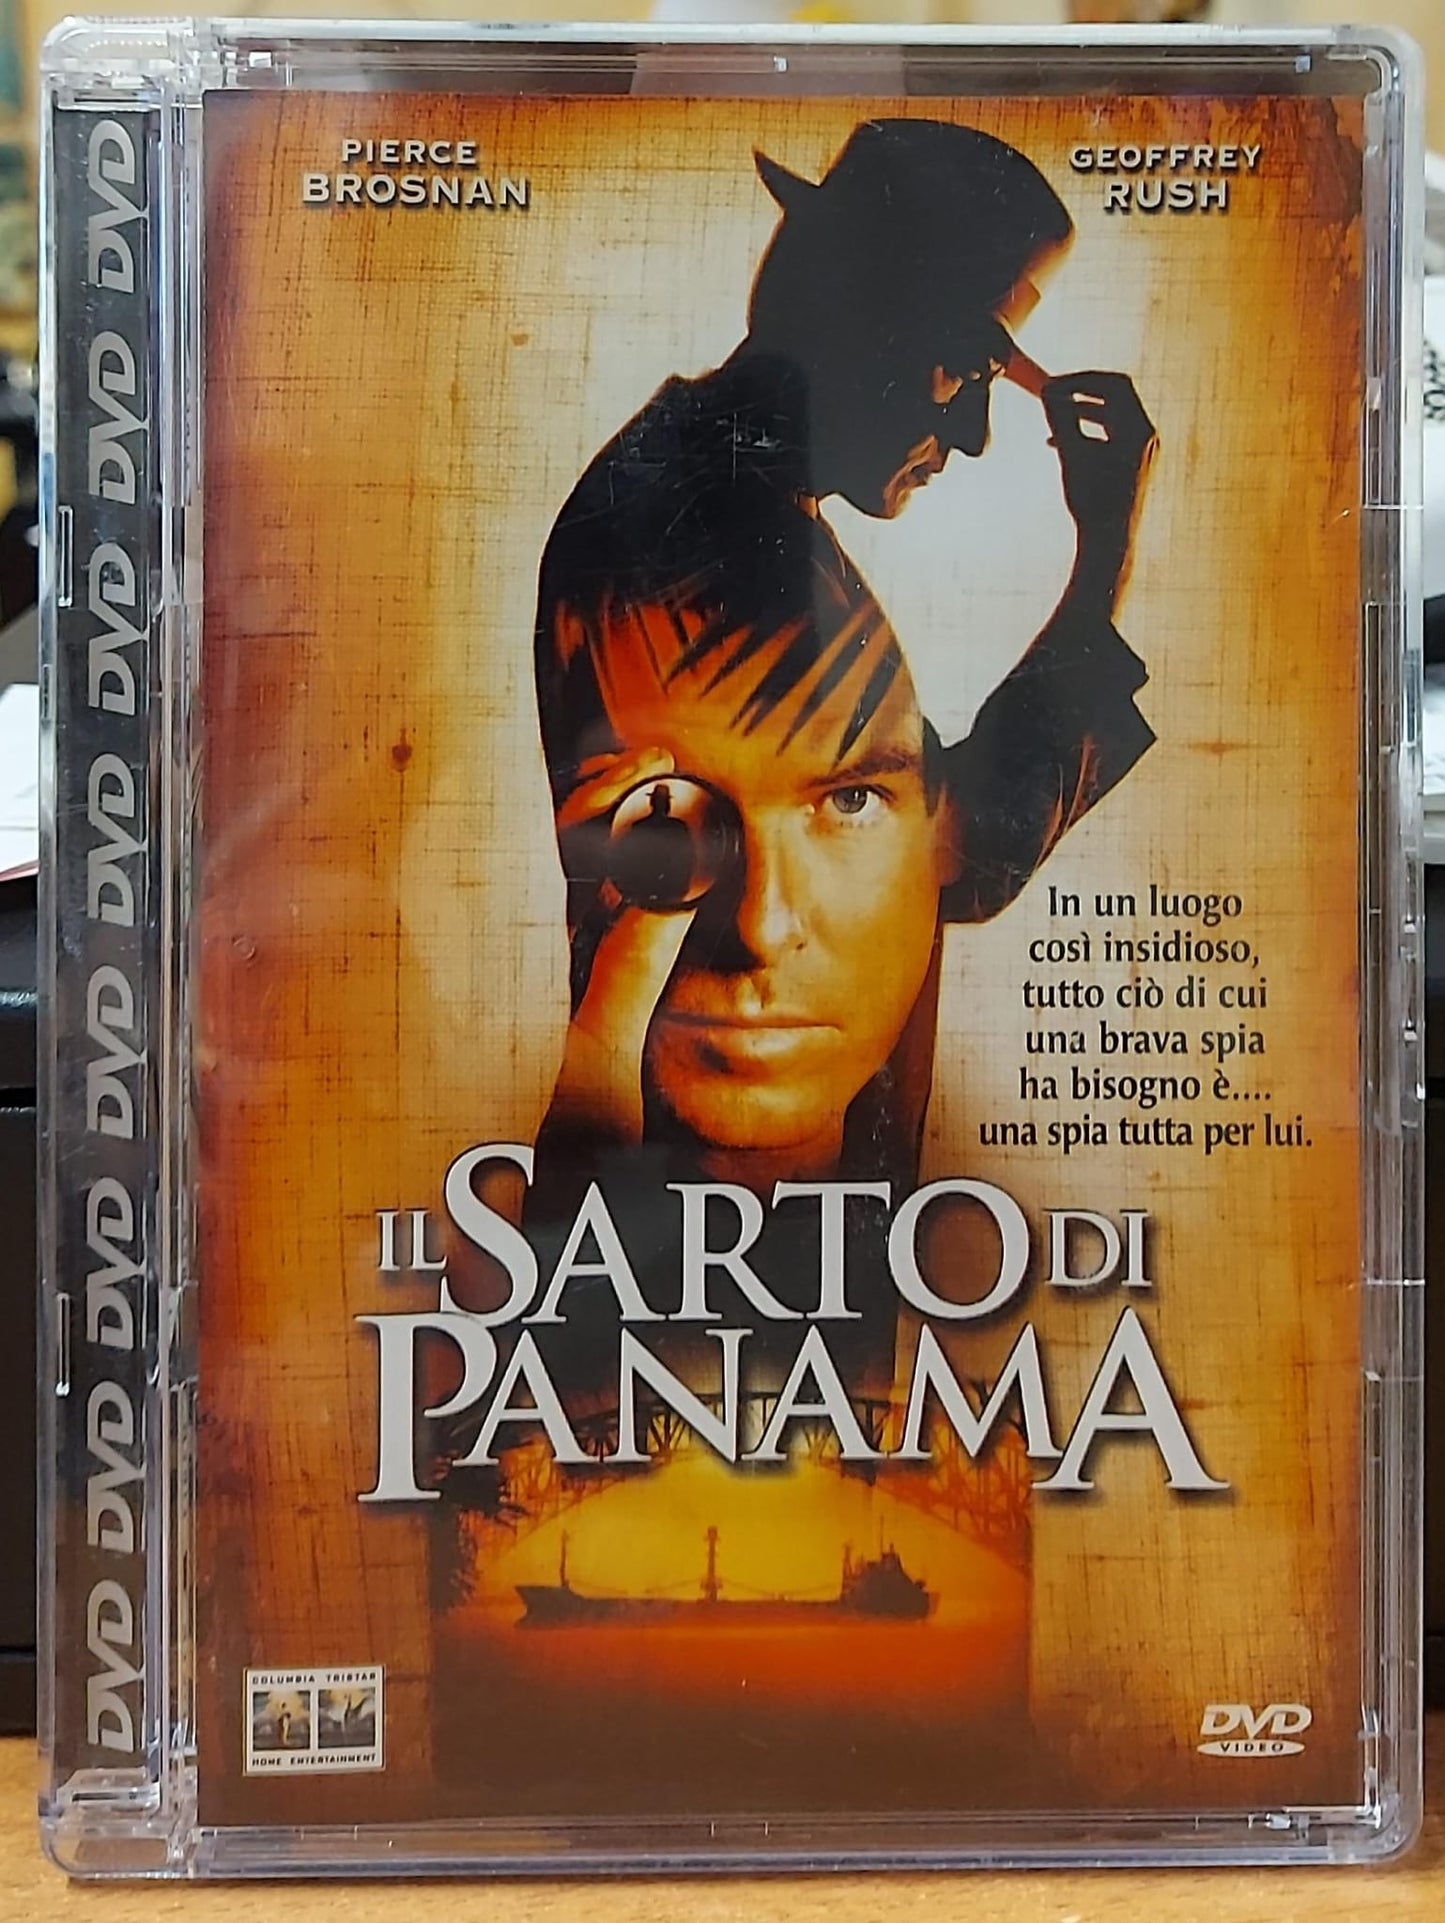 PIERCE
BROSNAN
GEOFFREY
RUSH
In un luogo
così insidioso,
tutto ciò di cui
una brava spia
ha bisogno è....
una spia tutta per lui.
IL SARTO DI
PANAMA
COLUMBIA TRISTAR
HOME ENTERTAINMENT
DVD
VIDEO
DVD DVD DVD DVD DVD DVD DVD DVD